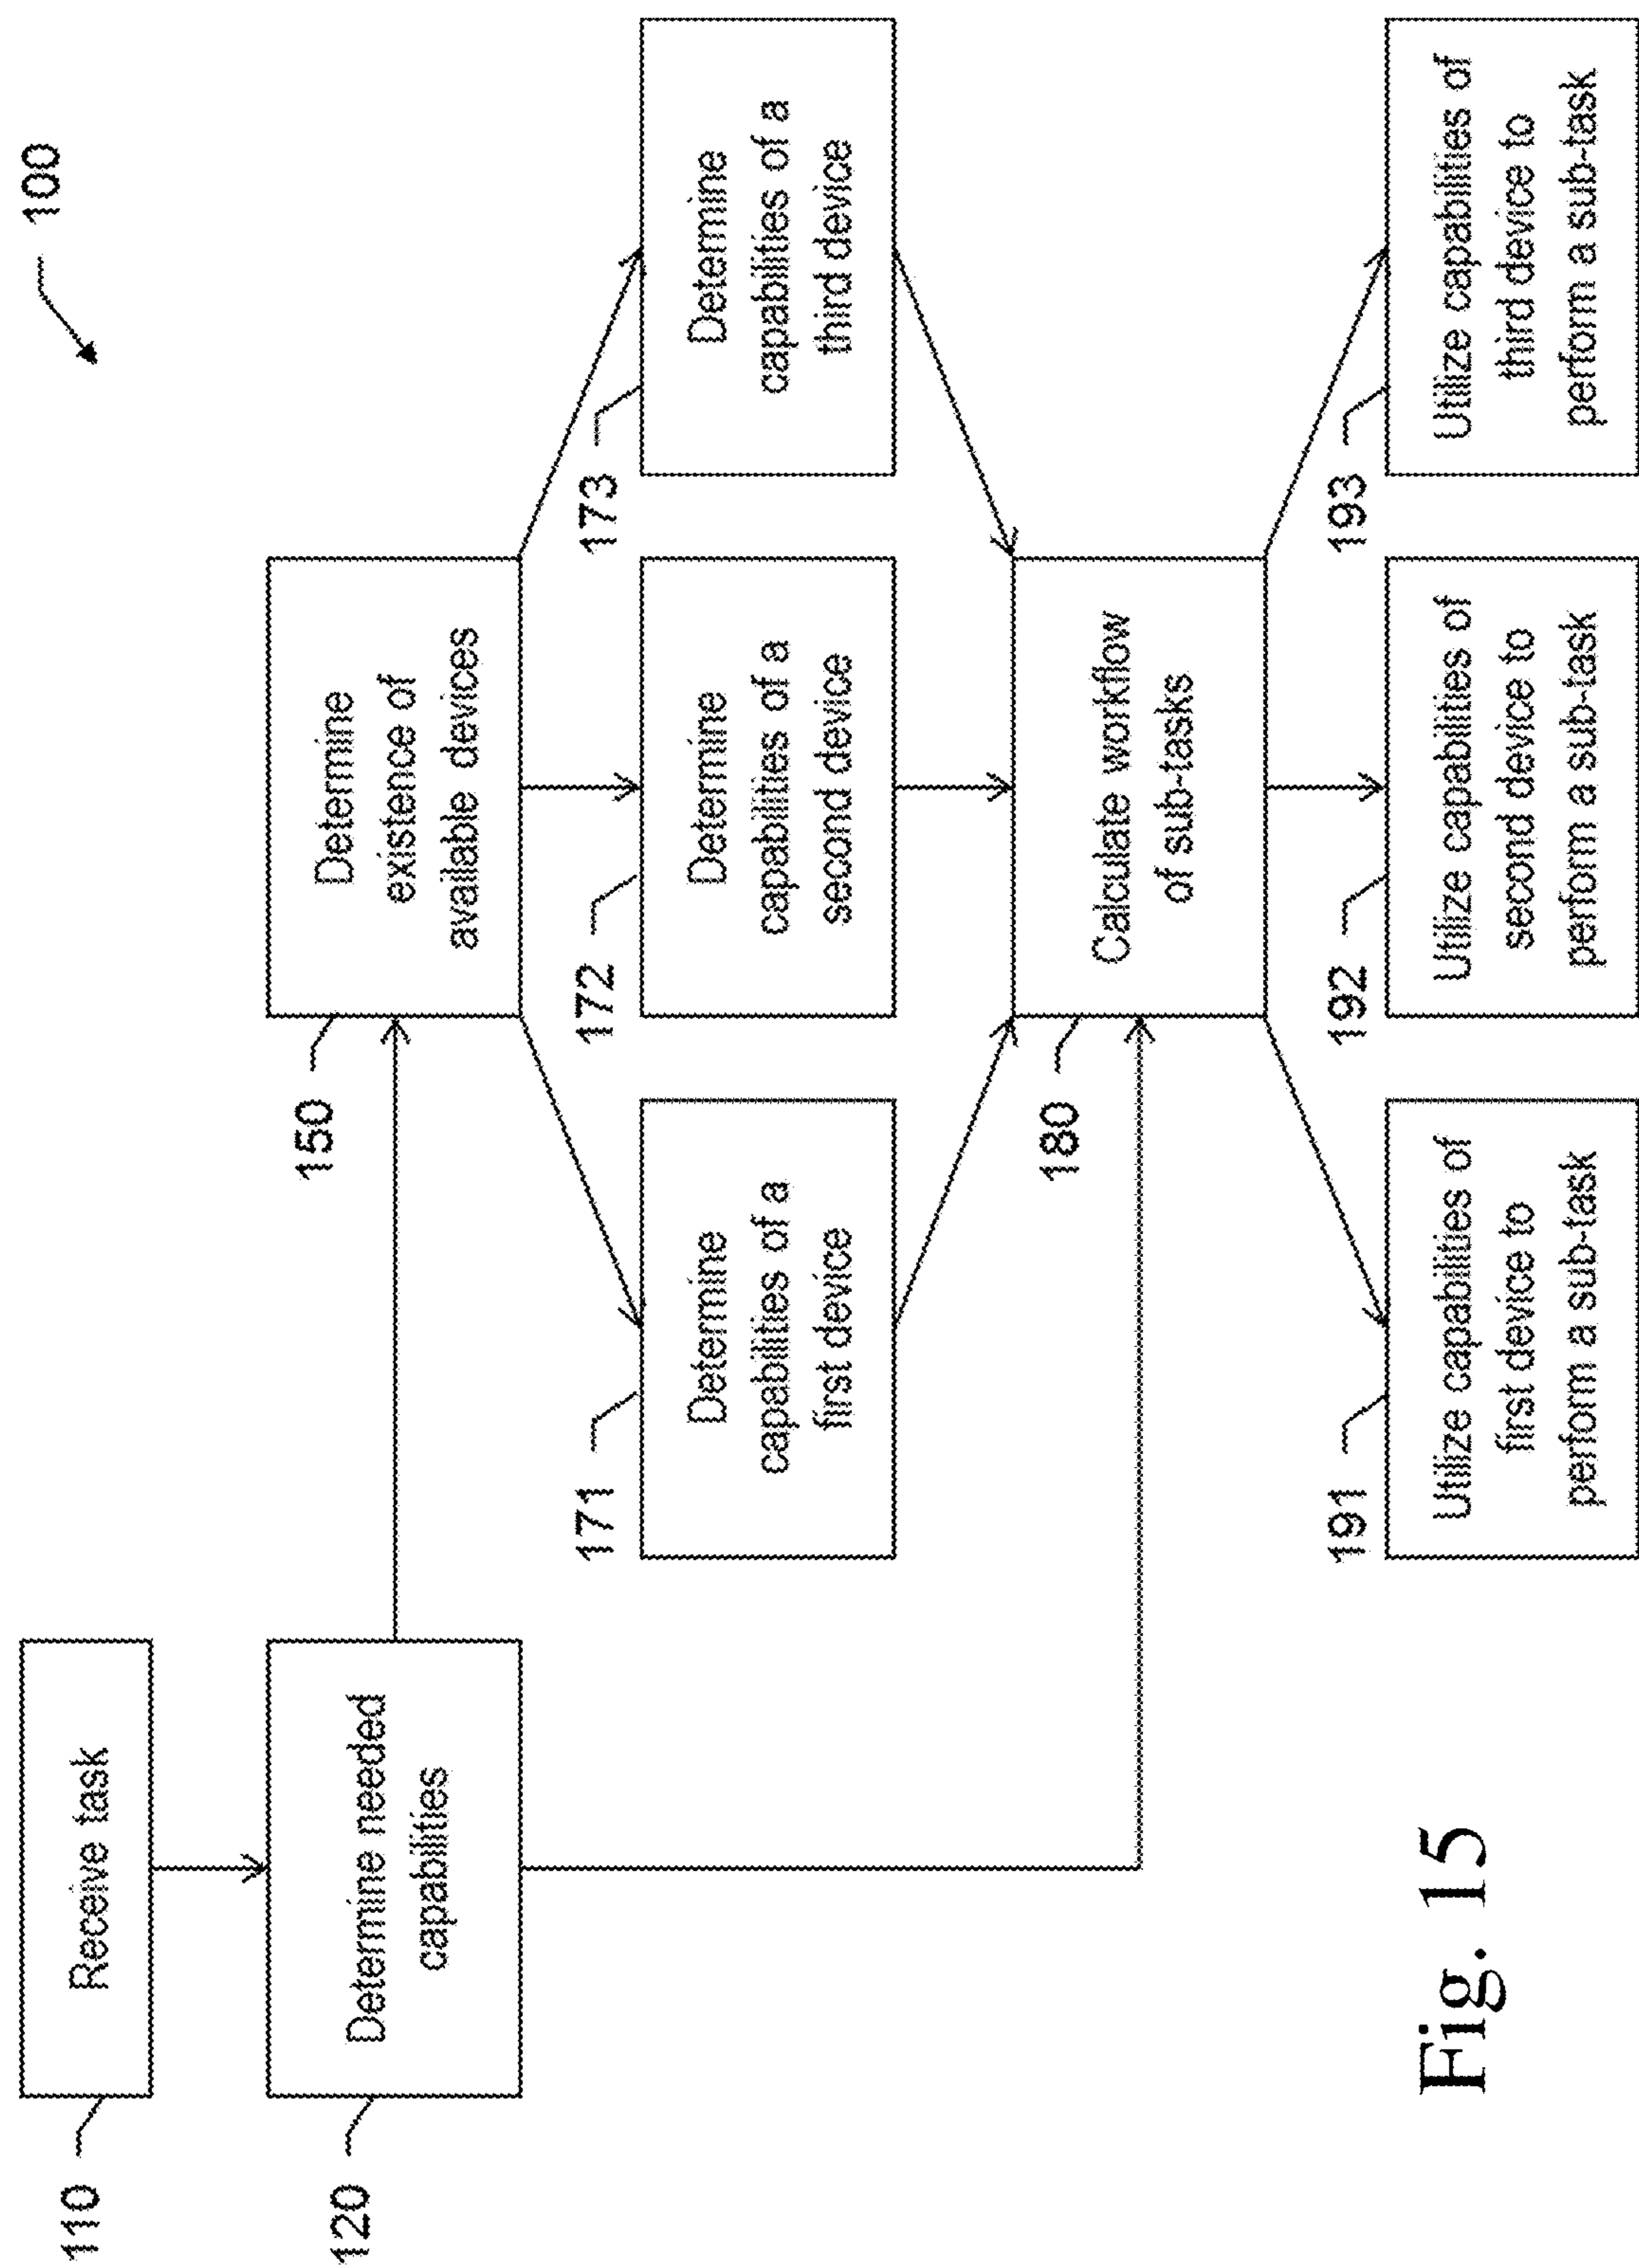 100
110
Receive task
120
Determine needed
capabilities
150
Determine
existence of
available devices
171
Determine
capabilities of a
first device
172
Determine
capabilities of a
second device
173
Determine
capabilities of a
third device
180
Calculate workflow
of sub-tasks
191
Utilize capabilities of
first device to
perform a sub-task
192
Utilize capabilities of
second device to
perform a sub-task
193
Utilize capabilities of
third device to
perform a sub-task
Fig. 15